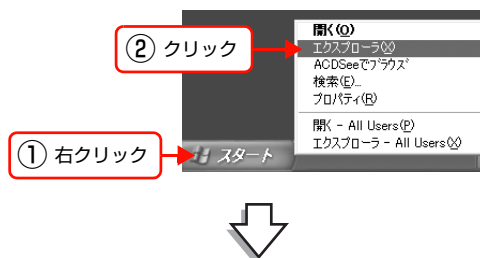 ② クリック
開く(O)
エクスプローラ(X)
ACDSeeでブラウズ
検索(E)...
プロパティ(R)
開く - All Users(P)
エクスプローラ - All Users(X)
① 右クリック
スタート